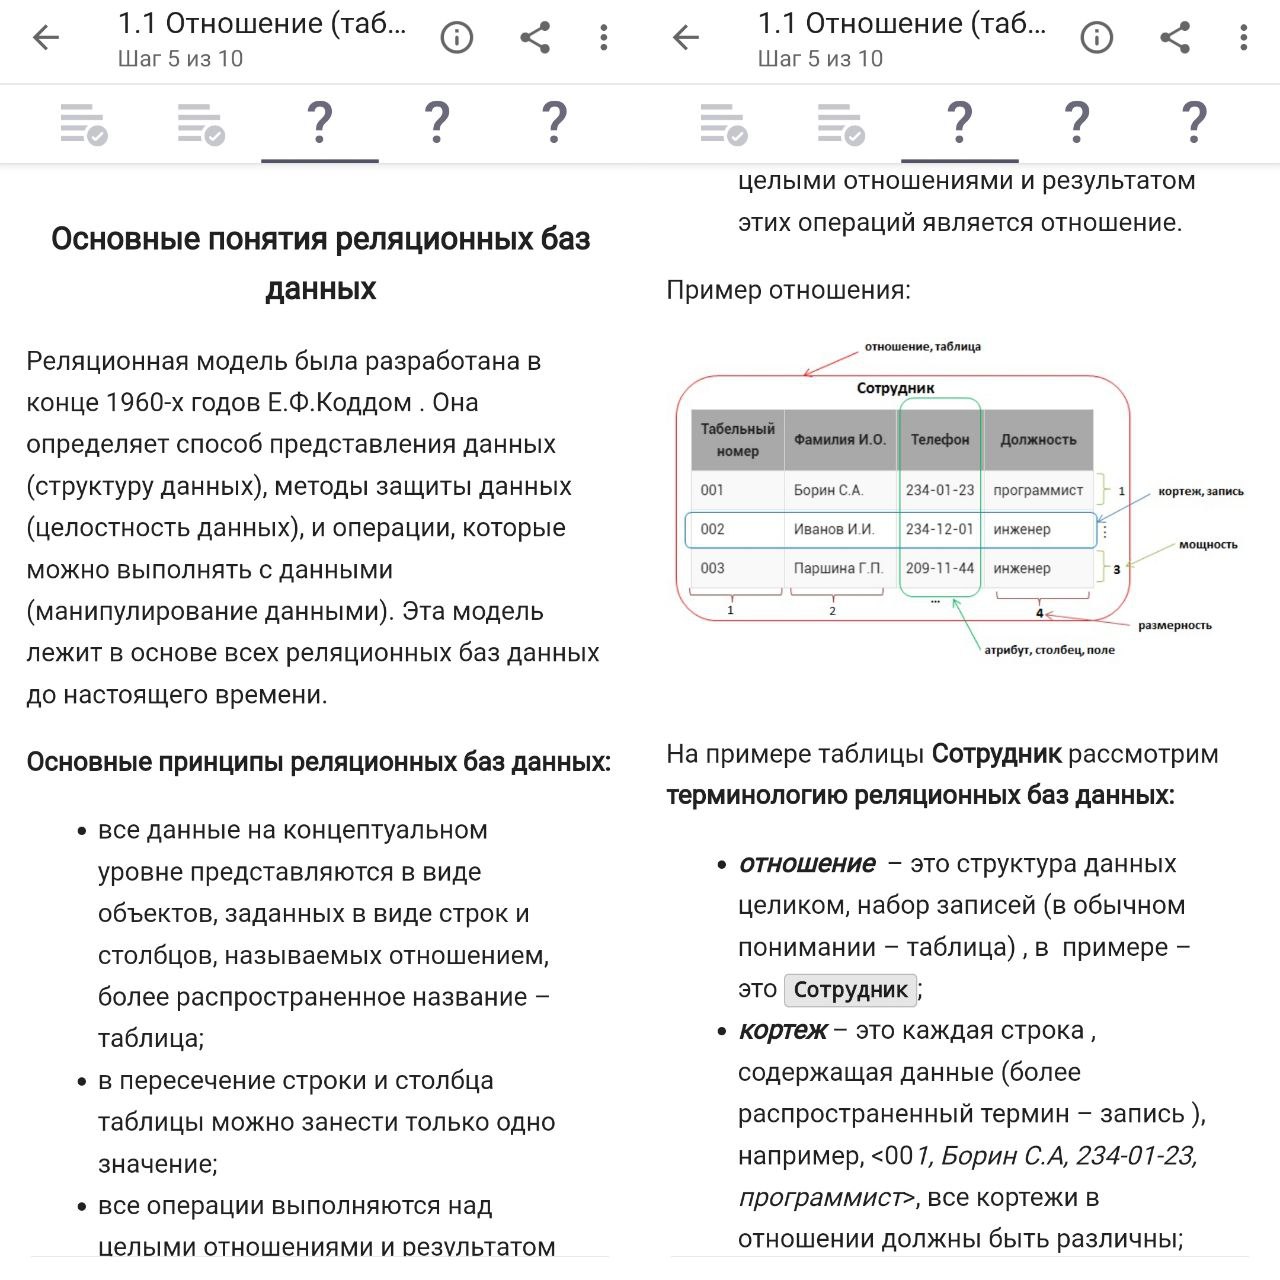 1.1 Отношение (таб...
Шаг 5 из 10
? ? ?
Основные понятия реляционных баз
данных
Реляционная модель была разработана в
конце 1960-х годов Е.Ф.Коддом . Она
определяет способ представления данных
(структуру данных), методы защиты данных
(целостность данных), и операции, которые
можно выполнять с данными
(манипулирование данными). Эта модель
лежит в основе всех реляционных баз данных
до настоящего времени.
Основные принципы реляционных баз данных:
• все данные на концептуальном
уровне представляются в виде
объектов, заданных в виде строк и
столбцов, называемых отношением,
более распространенное название –
таблица;
• в пересечение строки и столбца
таблицы можно занести только одно
значение;
• все операции выполняются над
целыми отношениями и результатом
1.1 Отношение (таб...
Шаг 5 из 10
? ? ?
целыми отношениями и результатом
этих операций является отношение.
Пример отношения:
отношение, таблица
Сотрудник
Табельный номер Фамилия И.О. Телефон Должность
001 Борин С.А. 234-01-23 программист 1
кортеж, запись
002 Иванов И.И. 234-12-01 инженер ⋮
мощность
003 Паршина Г.П. 209-11-44 инженер 3
1 2 ... 4
размерность
атрибут, столбец, поле
На примере таблицы Сотрудник рассмотрим
терминологию реляционных баз данных:
• отношение – это структура данных
целиком, набор записей (в обычном
понимании – таблица) , в примере –
это Сотрудник ;
• кортеж – это каждая строка ,
содержащая данные (более
распространенный термин – запись ),
например, <001, Борин С.А, 234-01-23,
программист>, все кортежи в
отношении должны быть различны;